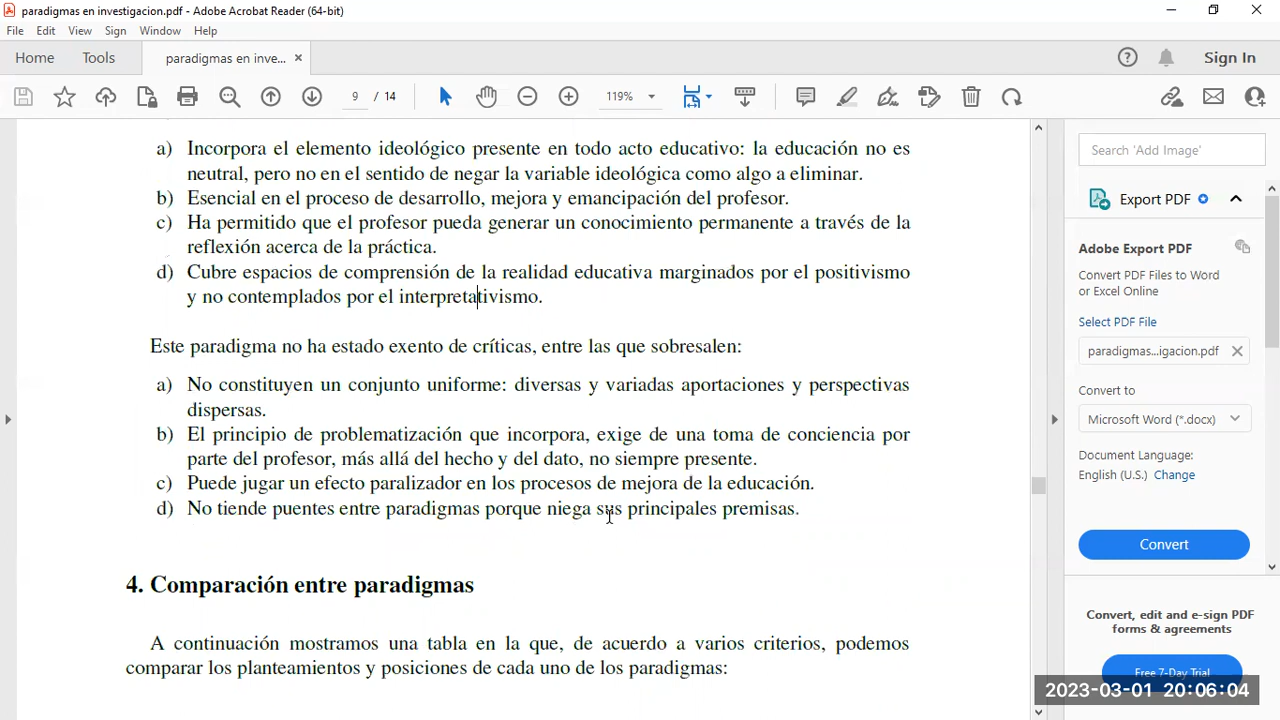 paradigmas en investigacion.pdf - Adobe Acrobat Reader (64-bit)
File Edit View Sign Window Help
Home Tools paradigmas en inve... Sign In
9 / 14 119%
a) Incorpora el elemento ideológico presente en todo acto educativo: la educación no es
neutral, pero no en el sentido de negar la variable ideológica como algo a eliminar.
b) Esencial en el proceso de desarrollo, mejora y emancipación del profesor.
c) Ha permitido que el profesor pueda generar un conocimiento permanente a través de la
reflexión acerca de la práctica.
d) Cubre espacios de comprensión de la realidad educativa marginados por el positivismo
y no contemplados por el interpretativismo.
Este paradigma no ha estado exento de críticas, entre las que sobresalen:
a) No constituyen un conjunto uniforme: diversas y variadas aportaciones y perspectivas
dispersas.
b) El principio de problematización que incorpora, exige de una toma de conciencia por
parte del profesor, más allá del hecho y del dato, no siempre presente.
c) Puede jugar un efecto paralizador en los procesos de mejora de la educación.
d) No tiende puentes entre paradigmas porque niega sus principales premisas.
4. Comparación entre paradigmas
A continuación mostramos una tabla en la que, de acuerdo a varios criterios, podemos
comparar los planteamientos y posiciones de cada uno de los paradigmas:
Search 'Add Image'
Export PDF
Adobe Export PDF
Convert PDF Files to Word
or Excel Online
Select PDF File
paradigmas...igacion.pdf
Convert to
Microsoft Word (*.docx)
Document Language:
English (U.S.) Change
Convert
Convert, edit and e-sign PDF
forms & agreements
Free 7-Day Trial
2023-03-01 20:06:04